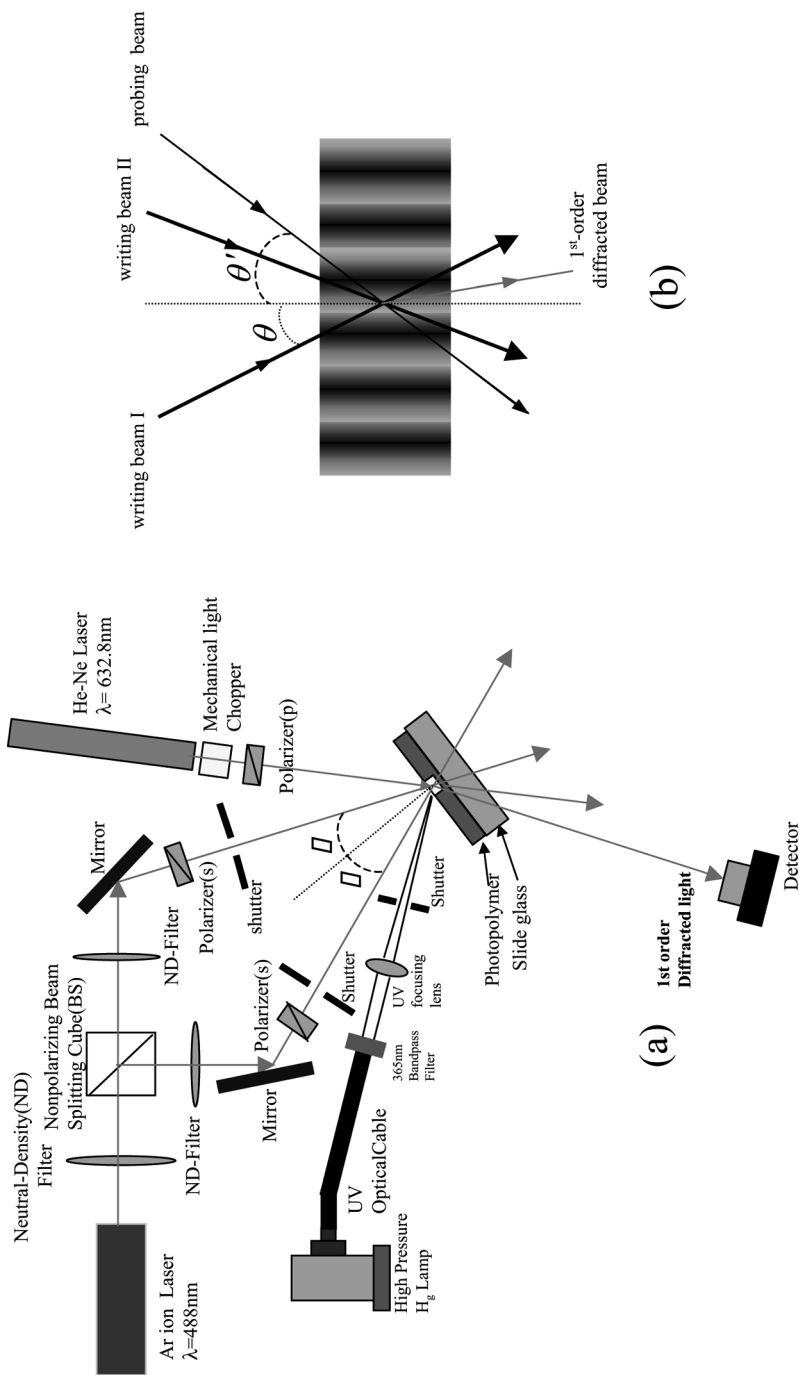 Ar ion Laser
λ=488nm
Neutral-Density(ND)
Filter
Nonpolarizing Beam
Splitting Cube(BS)
ND-Filter
ND-Filter
Mirror
Polarizer(s)
shutter
He-Ne Laser
λ= 632.8nm
Mechanical light
Chopper
Polarizer(p)
Mirror
Polarizer(s)
Shutter
High Pressure
Hg Lamp
UV
OpticalCable
365nm
Bandpass
Filter
UV
focusing
lens
Shutter
Photopolymer
Slide glass
1st order
Diffracted light
Detector
(a)
writing beam I
writing beam II
probing beam
θ
θ'
1st-order
diffracted beam
(b)